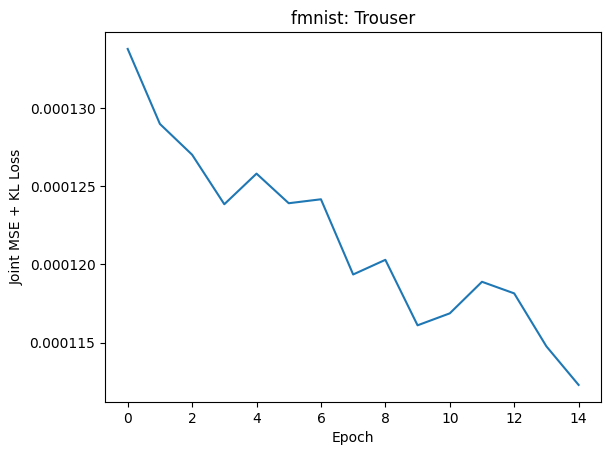 fmnist: Trouser
Joint MSE + KL Loss
0.000130
0.000125
0.000120
0.000115
0 2 4 6 8 10 12 14
Epoch